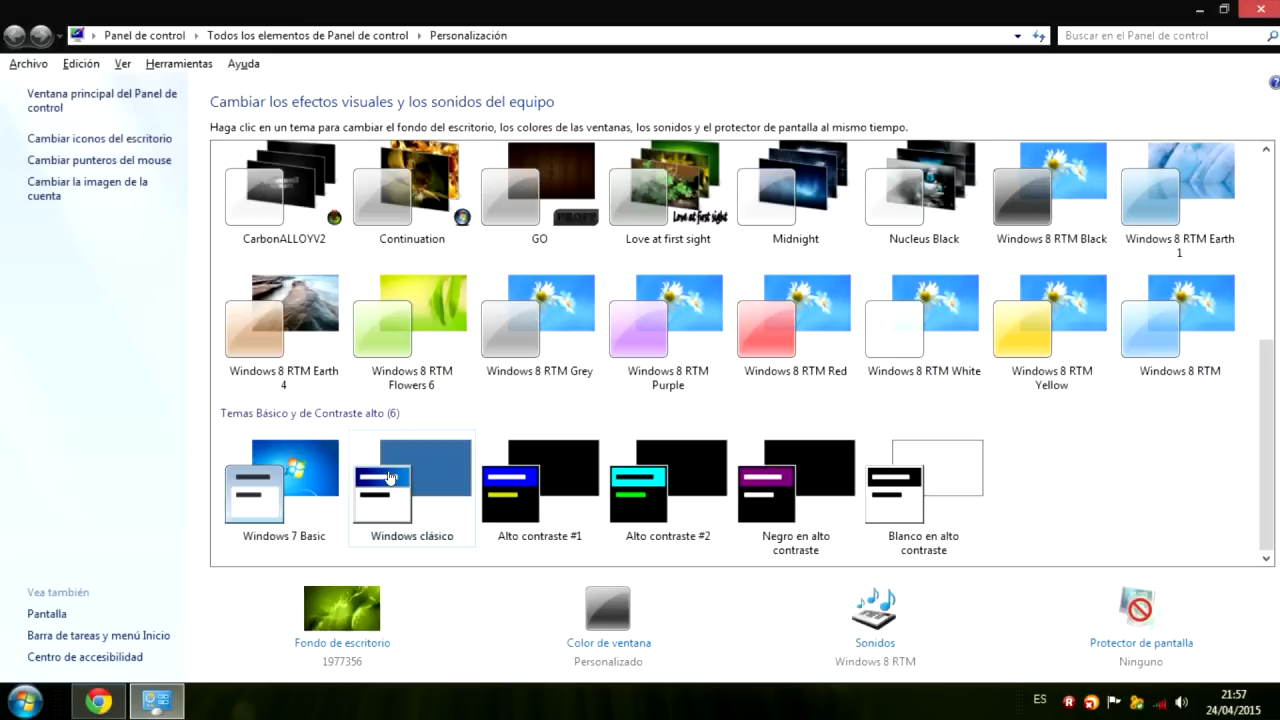 Panel de control
Todos los elementos de Panel de control
Personalización
Buscar en el Panel de control
Archivo
Edición
Ver
Herramientas
Ayuda
Ventana principal del Panel de
control
Cambiar iconos del escritorio
Cambiar punteros del mouse
Cambiar la imagen de la
cuenta
Cambiar los efectos visuales y los sonidos del equipo
Haga clic en un tema para cambiar el fondo del escritorio, los colores de las ventanas, los sonidos y el protector de pantalla al mismo tiempo.
PROFF
Love at first sight
CarbonALLOYV2
Continuation
GO
Love at first sight
Midnight
Nucleus Black
Windows 8 RTM Black
Windows 8 RTM Earth
1
Windows 8 RTM Earth
4
Windows 8 RTM
Flowers 6
Windows 8 RTM Grey
Windows 8 RTM
Purple
Windows 8 RTM Red
Windows 8 RTM White
Windows 8 RTM
Yellow
Windows 8 RTM
Temas Básico y de Contraste alto (6)
Windows 7 Basic
Windows clásico
Alto contraste #1
Alto contraste #2
Negro en alto
contraste
Blanco en alto
contraste
Vea también
Pantalla
Barra de tareas y menú Inicio
Centro de accesibilidad
Fondo de escritorio
1977356
Color de ventana
Personalizado
Sonidos
Windows 8 RTM
Protector de pantalla
Ninguno
ES
21:57
24/04/2015